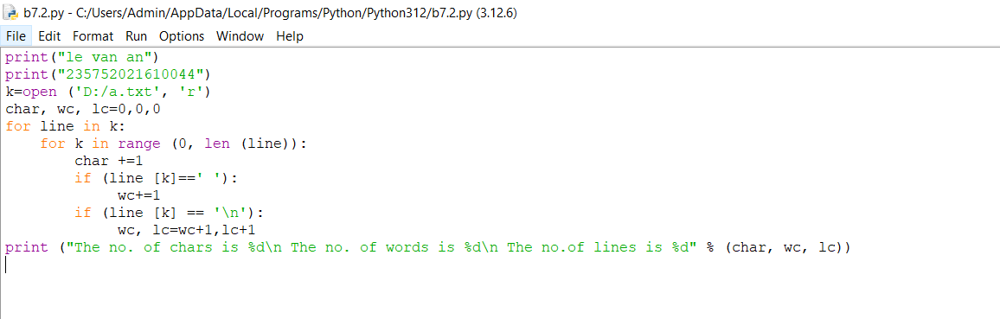 b7.2.py - C:/Users/Admin/AppData/Local/Programs/Python/Python312/b7.2.py (3.12.6)
File Edit Format Run Options Window Help
print("le van an")
print("235752021610044")
k=open ('D:/a.txt', 'r')
char, wc, lc=0,0,0
for line in k:
    for k in range (0, len (line)):
        char +=1
        if (line [k]==' '):
             wc+=1
        if (line [k] == '\n'):
             wc, lc=wc+1,lc+1
print ("The no. of chars is %d\n The no. of words is %d\n The no.of lines is %d" % (char, wc, lc))